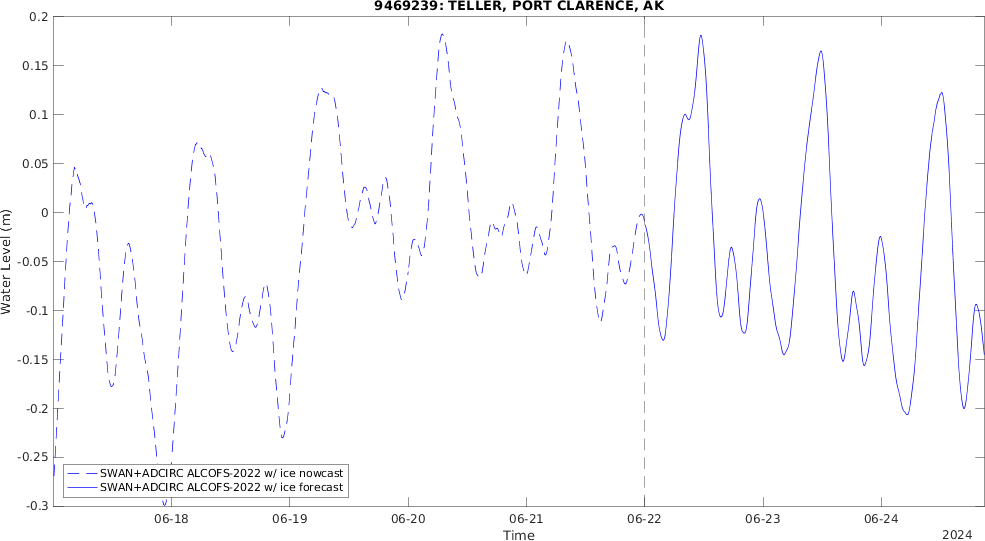 9469239: TELLER, PORT CLARENCE, AK
0.2
0.15
0.1
0.05
0
-0.05
-0.1
-0.15
-0.2
-0.25
-0.3
Water Level (m)
SWAN+ADCIRC ALCOFS-2022 w/ ice nowcast
SWAN+ADCIRC ALCOFS-2022 w/ ice forecast
06-18 06-19 06-20 06-21 06-22 06-23 06-24
Time
2024